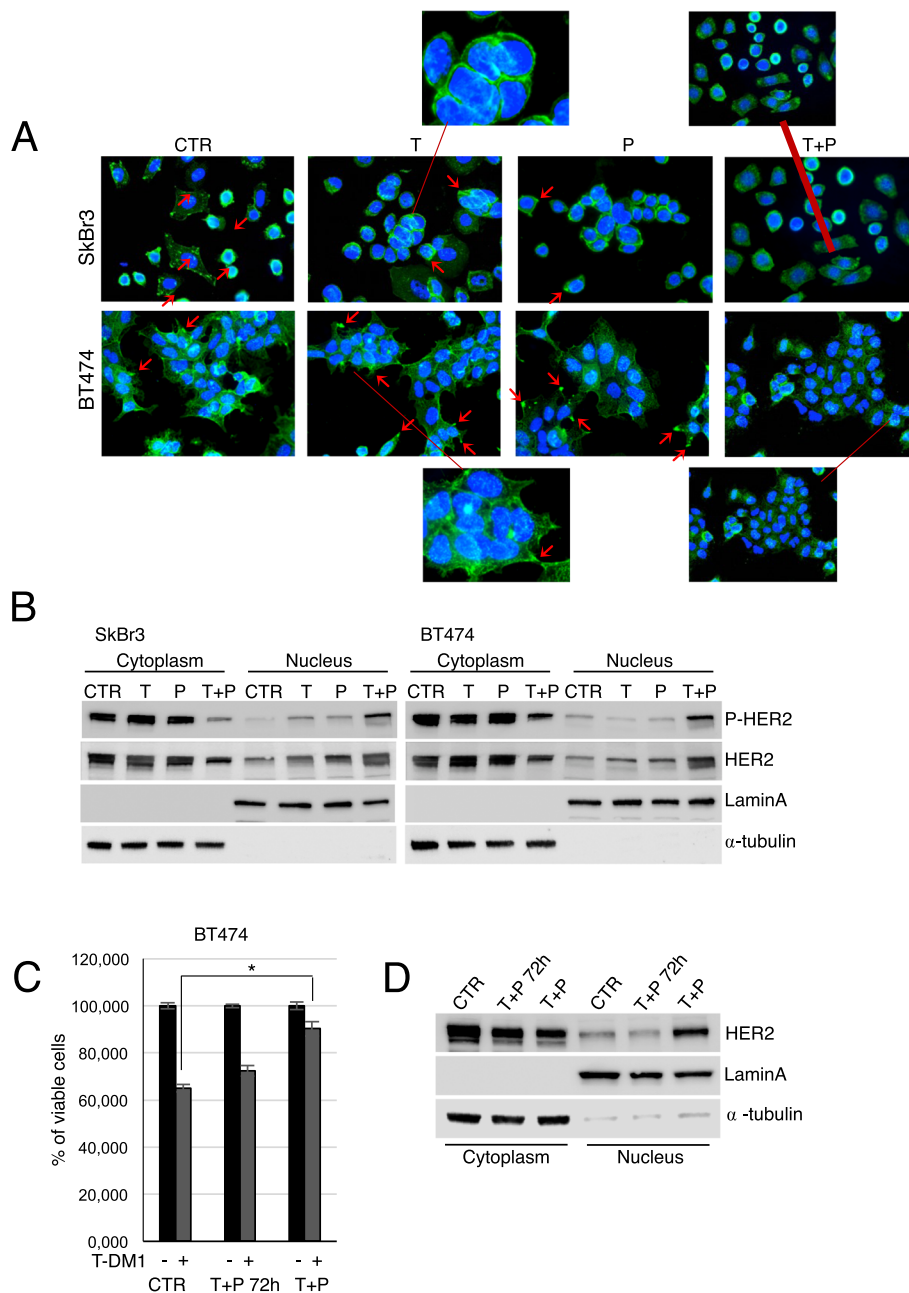 A
CTR T P T+P
SkBr3
BT474
B
SkBr3 BT474
Cytoplasm Nucleus Cytoplasm Nucleus
CTR T P T+P CTR T P T+P CTR T P T+P CTR T P T+P
P-HER2
HER2
LaminA
α-tubulin
C
BT474
120,000
100,000
80,000
60,000
40,000
20,000
0,000
% of viable cells
*
T-DM1 - + - + - +
CTR T+P 72h T+P
D
CTR T+P 72h T+P CTR T+P 72h T+P
HER2
LaminA
α -tubulin
Cytoplasm Nucleus